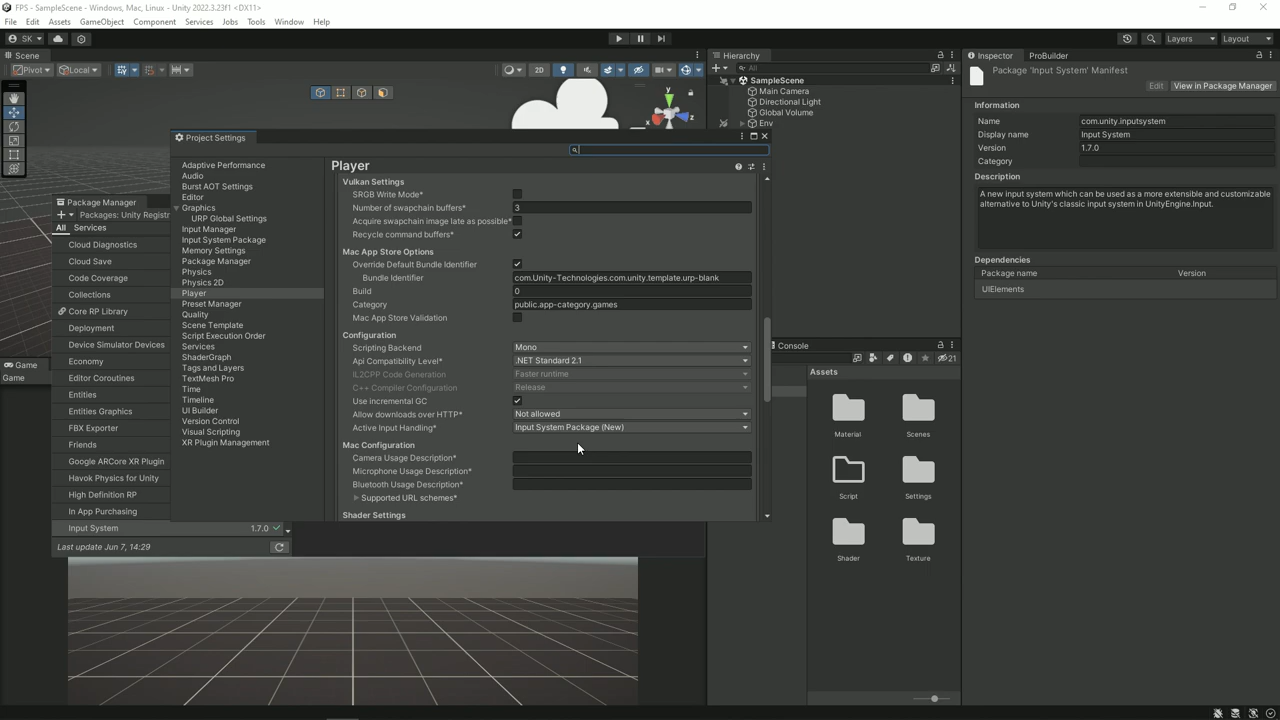 FPS - SampleScene - Windows, Mac, Linux - Unity 2022.3.23f1 <DX11>
File Edit Assets GameObject Component Services Jobs Tools Window Help
SK
Layers
Layout
Scene
Pivot
Local
2D
Hierarchy
All
SampleScene
Main Camera
Directional Light
Global Volume
Env
Inspector
ProBuilder
Package 'Input System' Manifest
Edit
View in Package Manager
Information
Name com.unity.inputsystem
Display name Input System
Version 1.7.0
Category
Description
A new input system which can be used as a more extensible and customizable
alternative to Unity's classic input system in UnityEngine.Input.
Dependencies
Package name Version
UIElements
Project Settings
Adaptive Performance
Audio
Burst AOT Settings
Editor
Graphics
URP Global Settings
Input Manager
Input System Package
Memory Settings
Package Manager
Physics
Physics 2D
Player
Preset Manager
Quality
Scene Template
Script Execution Order
Services
ShaderGraph
Tags and Layers
TextMesh Pro
Time
Timeline
UI Builder
Version Control
Visual Scripting
XR Plugin Management
Player
Vulkan Settings
SRGB Write Mode*
Number of swapchain buffers* 3
Acquire swapchain image late as possible*
Recycle command buffers*
Mac App Store Options
Override Default Bundle Identifier
Bundle Identifier com.Unity-Technologies.com.unity.template.urp-blank
Build 0
Category public.app-category.games
Mac App Store Validation
Configuration
Scripting Backend Mono
Api Compatibility Level* .NET Standard 2.1
IL2CPP Code Generation Faster runtime
C++ Compiler Configuration Release
Use incremental GC
Allow downloads over HTTP* Not allowed
Active Input Handling* Input System Package (New)
Mac Configuration
Camera Usage Description*
Microphone Usage Description*
Bluetooth Usage Description*
Supported URL schemes*
Shader Settings
Package Manager
Packages: Unity Registr
All Services
Cloud Diagnostics
Cloud Save
Code Coverage
Collections
Core RP Library
Deployment
Device Simulator Devices
Economy
Editor Coroutines
Entities
Entities Graphics
FBX Exporter
Friends
Google ARCore XR Plugin
Havok Physics for Unity
High Definition RP
In App Purchasing
Input System 1.7.0
Last update Jun 7, 14:29
Game
Game
Console
21
Assets
Material
Scenes
Script
Settings
Shader
Texture